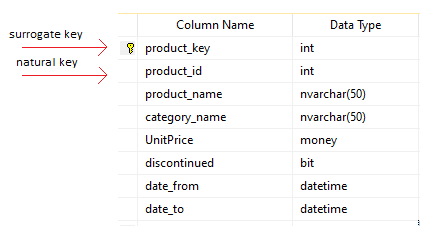 Column Name Data Type
surrogate key
product_key int
natural key
product_id int
product_name nvarchar(50)
category_name nvarchar(50)
UnitPrice money
discontinued bit
date_from datetime
date_to datetime